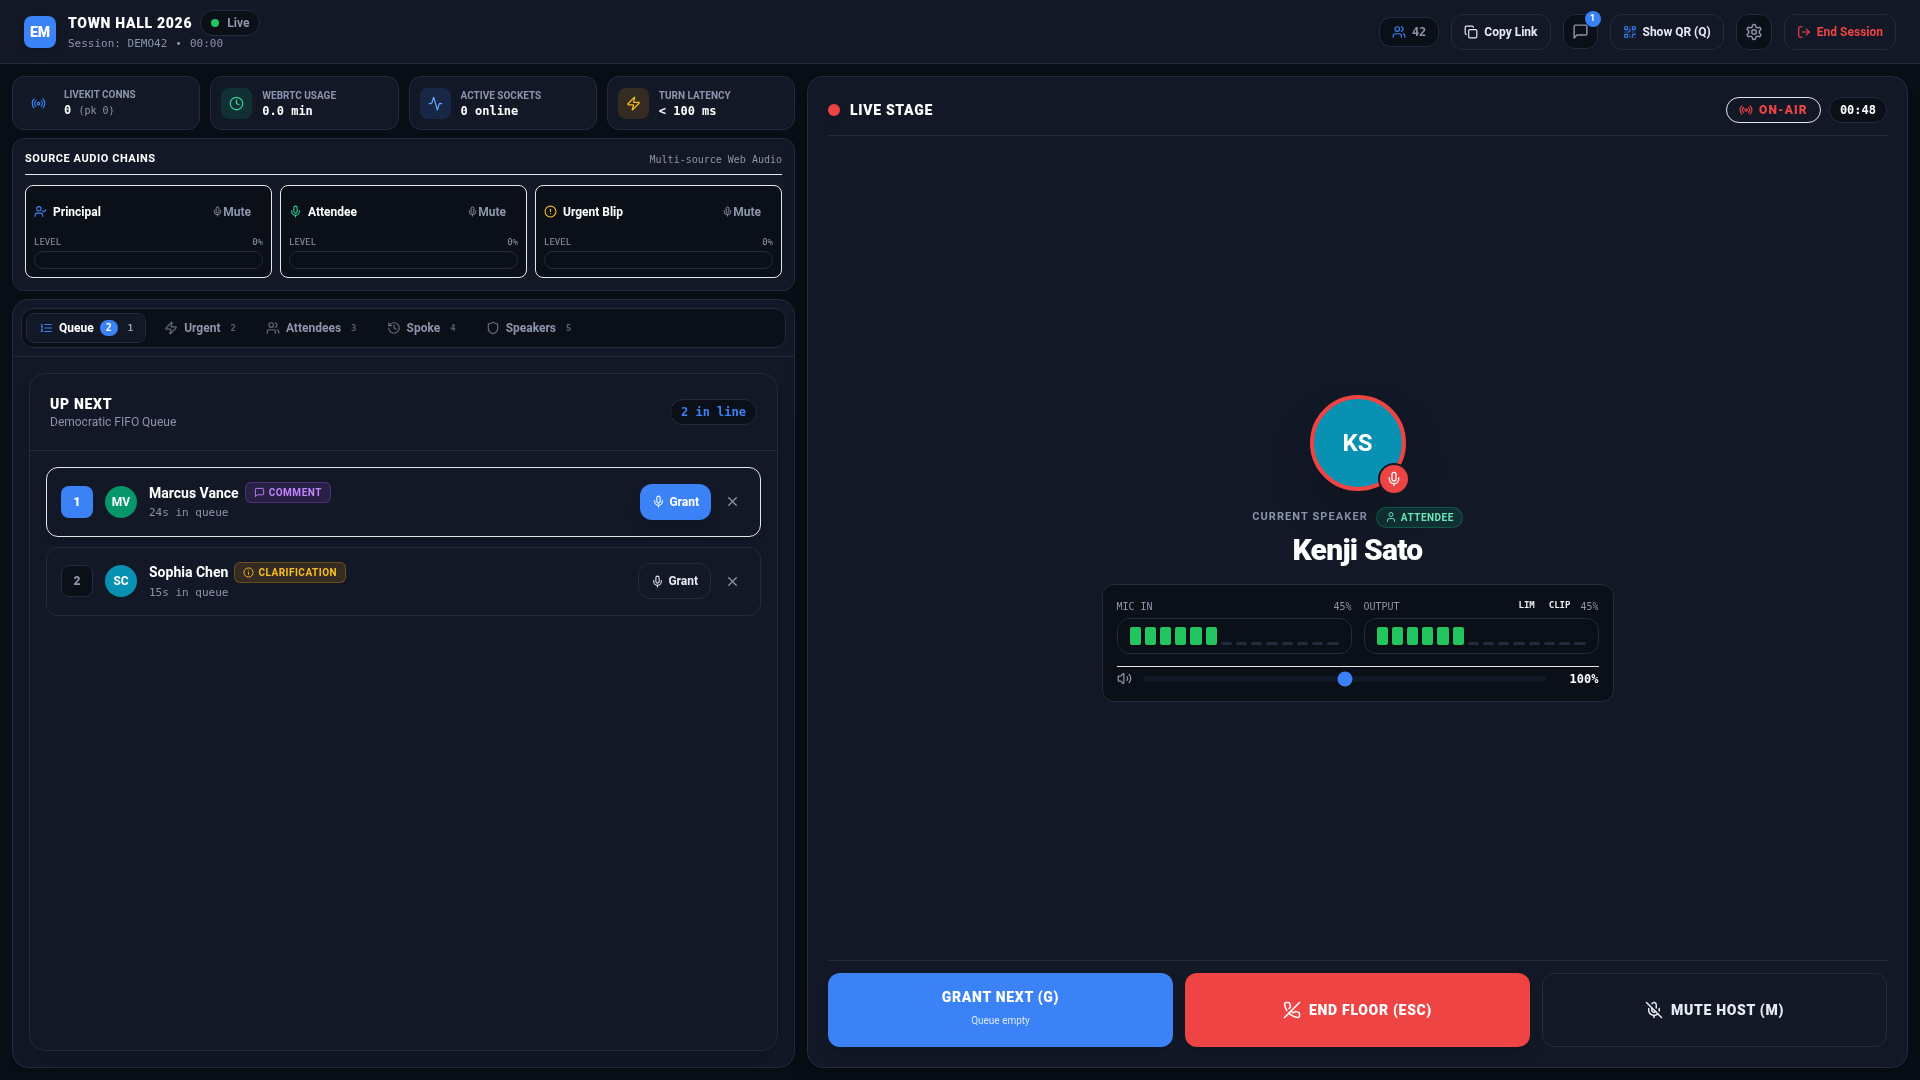 EM
TOWN HALL 2026
Live
Session: DEMO42 • 00:00
42
Copy Link
1
Show QR (Q)
End Session
LIVEKIT CONNS
0 (pk 0)
WEBRTC USAGE
0.0 min
ACTIVE SOCKETS
0 online
TURN LATENCY
< 100 ms
SOURCE AUDIO CHAINS
Multi-source Web Audio
Principal
Mute
LEVEL 0%
Attendee
Mute
LEVEL 0%
Urgent Blip
Mute
LEVEL 0%
Queue 2 1
Urgent 2
Attendees 3
Spoke 4
Speakers 5
UP NEXT
Democratic FIFO Queue
2 in line
1
MV
Marcus Vance
COMMENT
24s in queue
Grant
2
SC
Sophia Chen
CLARIFICATION
15s in queue
Grant
LIVE STAGE
ON-AIR
00:48
KS
CURRENT SPEAKER
ATTENDEE
Kenji Sato
MIC IN 45%
OUTPUT LIM CLIP 45%
100%
GRANT NEXT (G)
Queue empty
END FLOOR (ESC)
MUTE HOST (M)